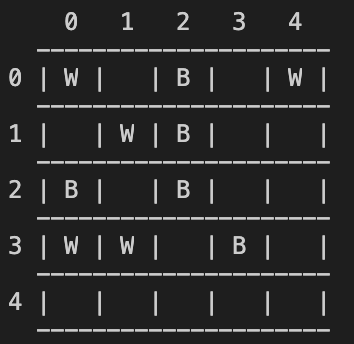 0 1 2 3 4
---------------------
0 | W |   | B |   | W |
---------------------
1 |   | W | B |   |   |
---------------------
2 | B |   | B |   |   |
---------------------
3 | W | W |   | B |   |
---------------------
4 |   |   |   |   |   |
---------------------